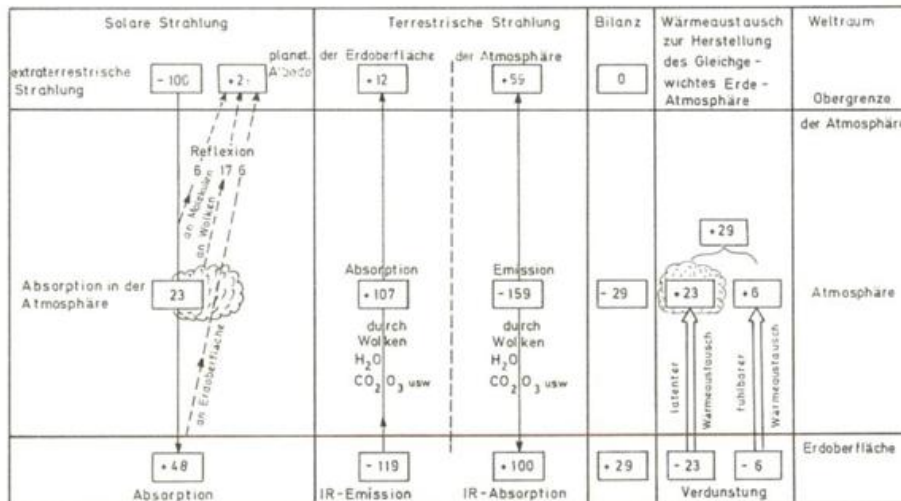 Solare Strahlung
Terrestrische Strahlung
Bilanz
Wärmeaustausch
zur Herstellung
des Gleichge-
wichtes Erde-
Atmosphäre
Weltraum
extraterrestrische
Strahlung
- 100
planet.
Albedo
der Erdoberfläche
+12
der Atmosphäre
0
Obergrenze
der Atmosphäre
Reflexion
6 17 6
an Molekülen
an Wolken
an Erdoberfläche
Absorption in der
Atmosphäre
23
Absorption
+107
durch
Wolken
H₂O
CO₂ O₃ usw
Emission
-159
durch
Wolken
H₂O
CO₂ O₃ usw
- 29
+29
+23
+6
latenter
Wärmeaustausch
fühlbarer
Wärmeaustausch
Atmosphäre
Erdoberfläche
+48
Absorption
- 119
IR-Emission
+100
IR-Absorption
+29
- 23
- 6
Verdunstung